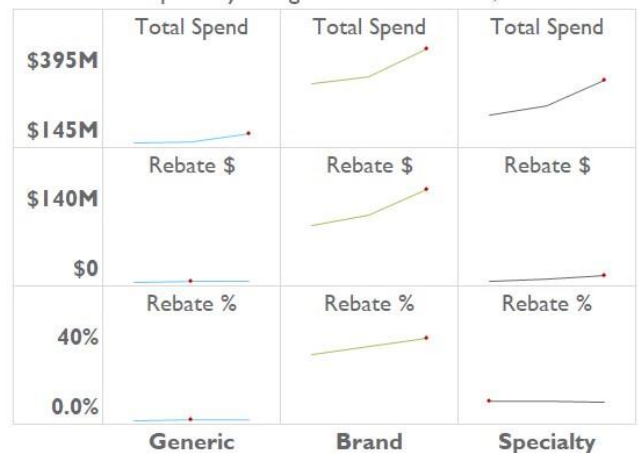 Total Spend Total Spend Total Spend
$395M
$145M
Rebate $ Rebate $ Rebate $
$140M
$0
Rebate % Rebate % Rebate %
40%
0.0%
Generic Brand Specialty